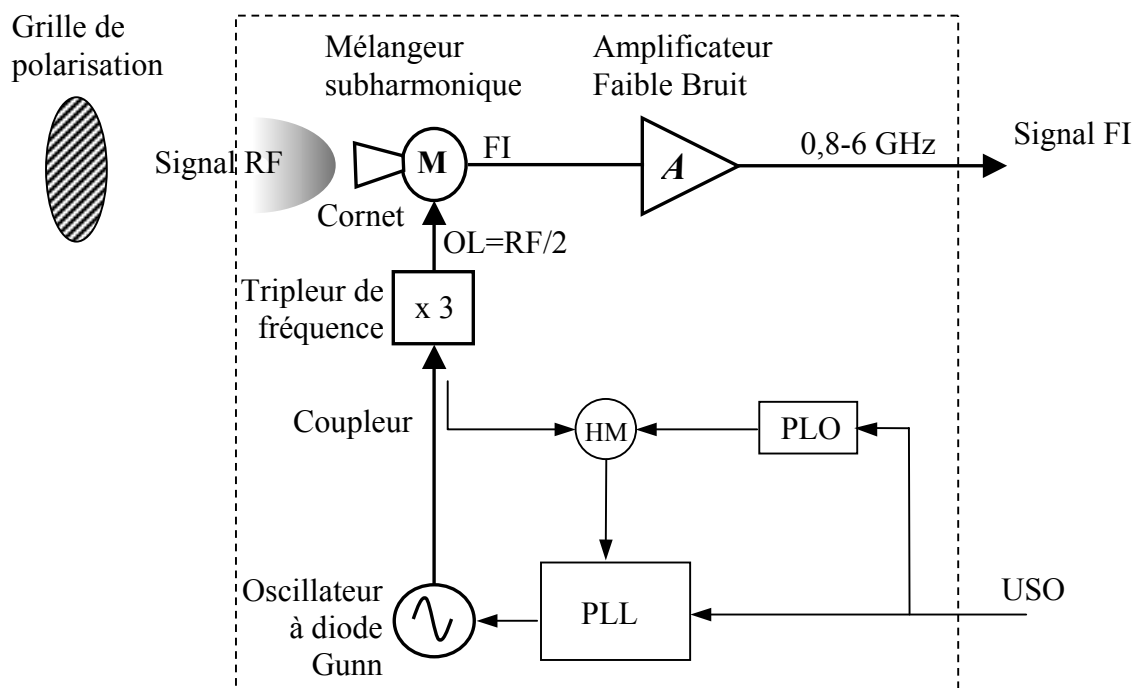 Grille de
polarisation
Mélangeur
subharmonique
Amplificateur
Faible Bruit
Signal RF
M
FI
A
0,8-6 GHz
Signal FI
Cornet
OL=RF/2
Tripleur de
fréquence
x 3
Coupleur
HM
PLO
Oscillateur
à diode
Gunn
PLL
USO